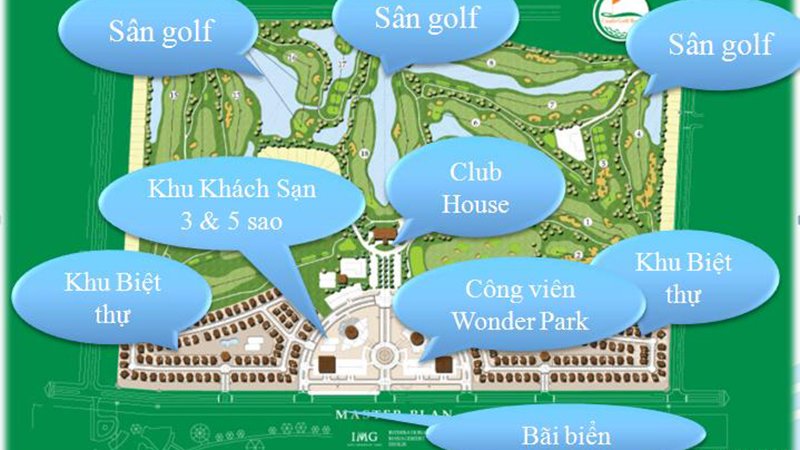 Sân golf
Sân golf
Sân golf
Khu Khách Sạn
3 & 5 sao
Club
House
Khu Biệt
thự
Công viên
Wonder Park
Khu Biệt
thự
MASTER PLAN
IMG
Bãi biển